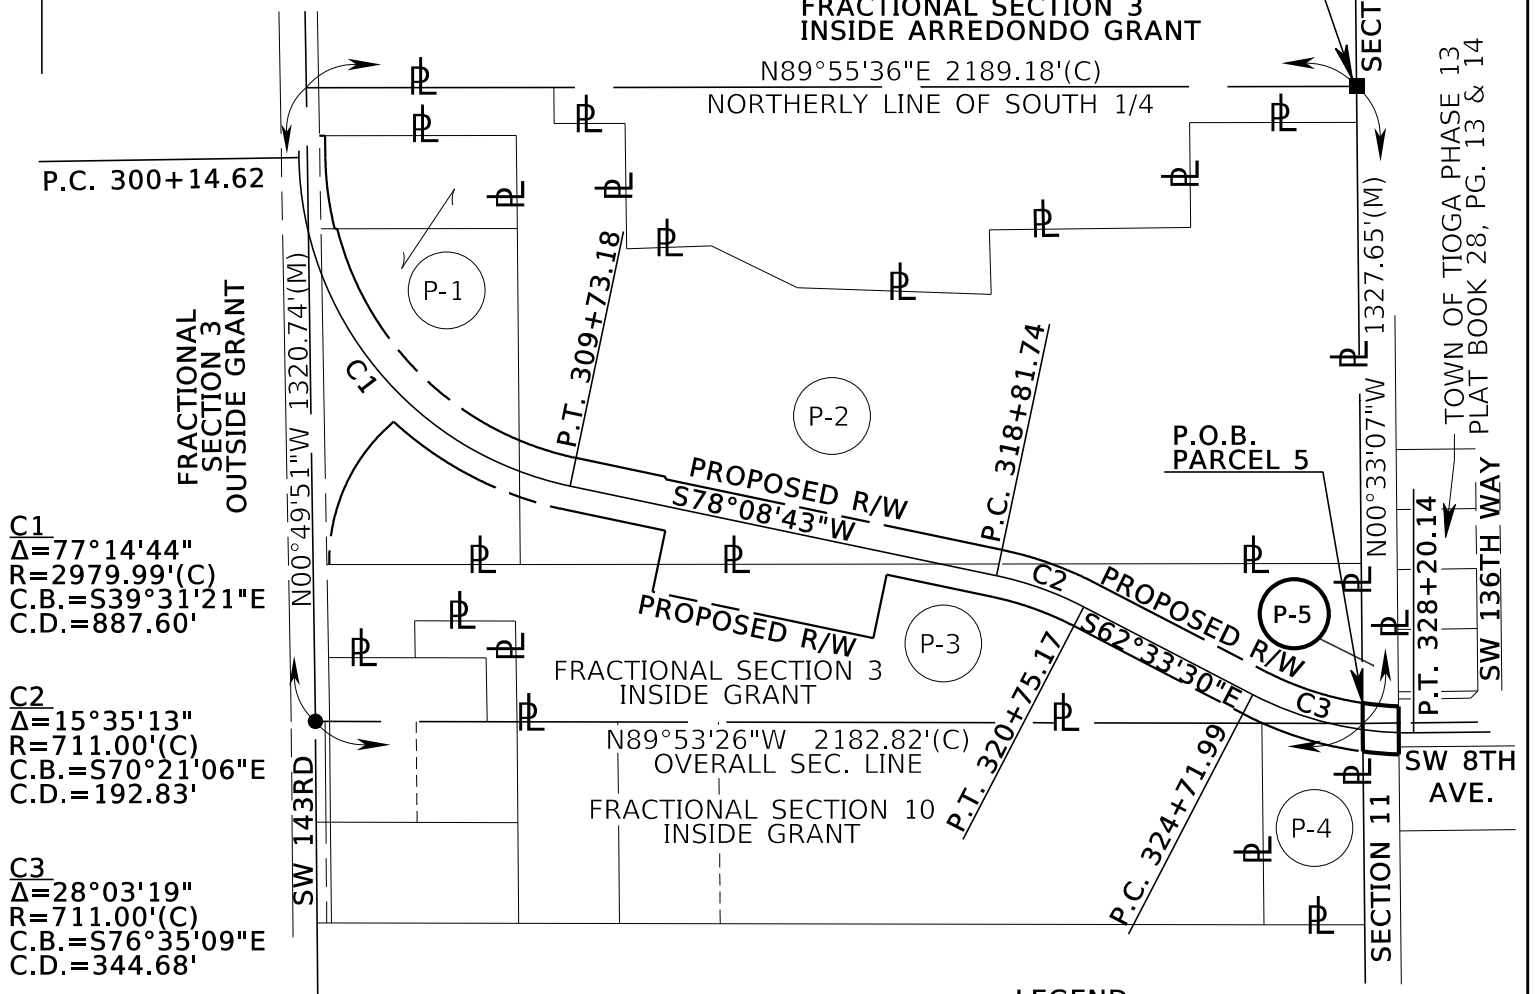 FRACTIONAL SECTION 3
INSIDE ARREDONDO GRANT
N89°55'36"E 2189.18'(C)
NORTHERLY LINE OF SOUTH 1/4
SECT
P.C. 300+14.62
P-1
P.T. 309+73.18
P-2
P.C. 318+81.74
1327.65'(M)
N00°33'07"W
TOWN OF TIOGA PHASE 13
PLAT BOOK 28, PG. 13 & 14
FRACTIONAL
SECTION 3
OUTSIDE GRANT
N00°49'51"W 1320.74'(M)
C1
P.O.B.
PARCEL 5
PROPOSED R/W
S78°08'43"W
C1
Δ=77°14'44"
R=2979.99'(C)
C.B.=S39°31'21"E
C.D.=887.60'
C2
PROPOSED R/W
P-5
PROPOSED R/W
P-3
S62°33'30"E
P.T. 328+20.14
SW 136TH WAY
FRACTIONAL SECTION 3
INSIDE GRANT
C2
Δ=15°35'13"
R=711.00'(C)
C.B.=S70°21'06"E
C.D.=192.83'
C3
N89°53'26"W 2182.82'(C)
OVERALL SEC. LINE
P.T. 320+75.17
P.C. 324+71.99
SW 8TH
AVE.
FRACTIONAL SECTION 10
INSIDE GRANT
P-4
SW 143RD
SECTION 11
C3
Δ=28°03'19"
R=711.00'(C)
C.B.=S76°35'09"E
C.D.=344.68'
LEGEND